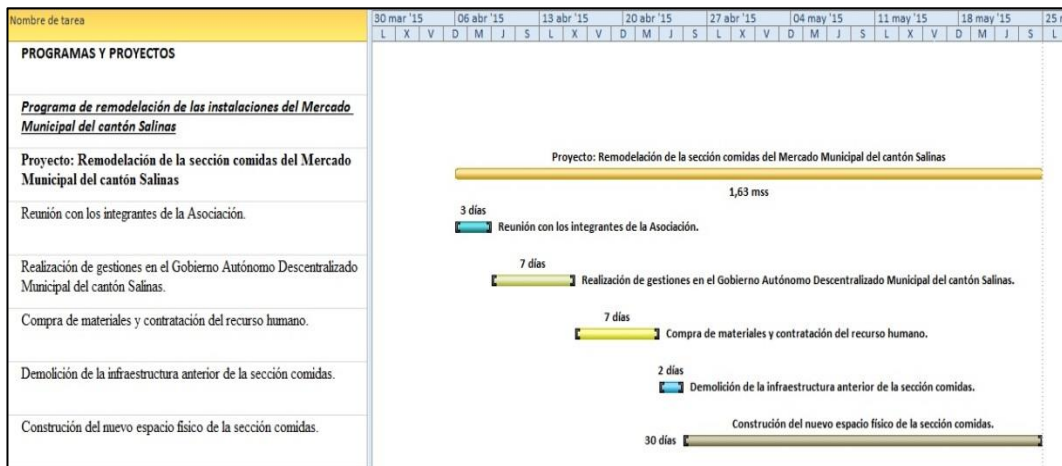 Nombre de tarea
30 mar '15 06 abr '15 13 abr '15 20 abr '15 27 abr '15 04 may '15 11 may '15 18 may '15 25 m
L X V D M J S L X V D M J S L X V D M J S L X V D M J S L
PROGRAMAS Y PROYECTOS
Programa de remodelación de las instalaciones del Mercado
Municipal del cantón Salinas
Proyecto: Remodelación de la sección comidas del Mercado
Municipal del cantón Salinas
Proyecto: Remodelación de la sección comidas del Mercado Municipal del cantón Salinas
1,63 mss
Reunión con los integrantes de la Asociación.
3 días
Reunión con los integrantes de la Asociación.
Realización de gestiones en el Gobierno Autónomo Descentralizado
Municipal del cantón Salinas.
7 días
Realización de gestiones en el Gobierno Autónomo Descentralizado Municipal del cantón Salinas.
Compra de materiales y contratación del recurso humano.
7 días
Compra de materiales y contratación del recurso humano.
Demolición de la infraestructura anterior de la sección comidas.
2 días
Demolición de la infraestructura anterior de la sección comidas.
Construción del nuevo espacio físico de la sección comidas.
Construción del nuevo espacio físico de la sección comidas.
30 días